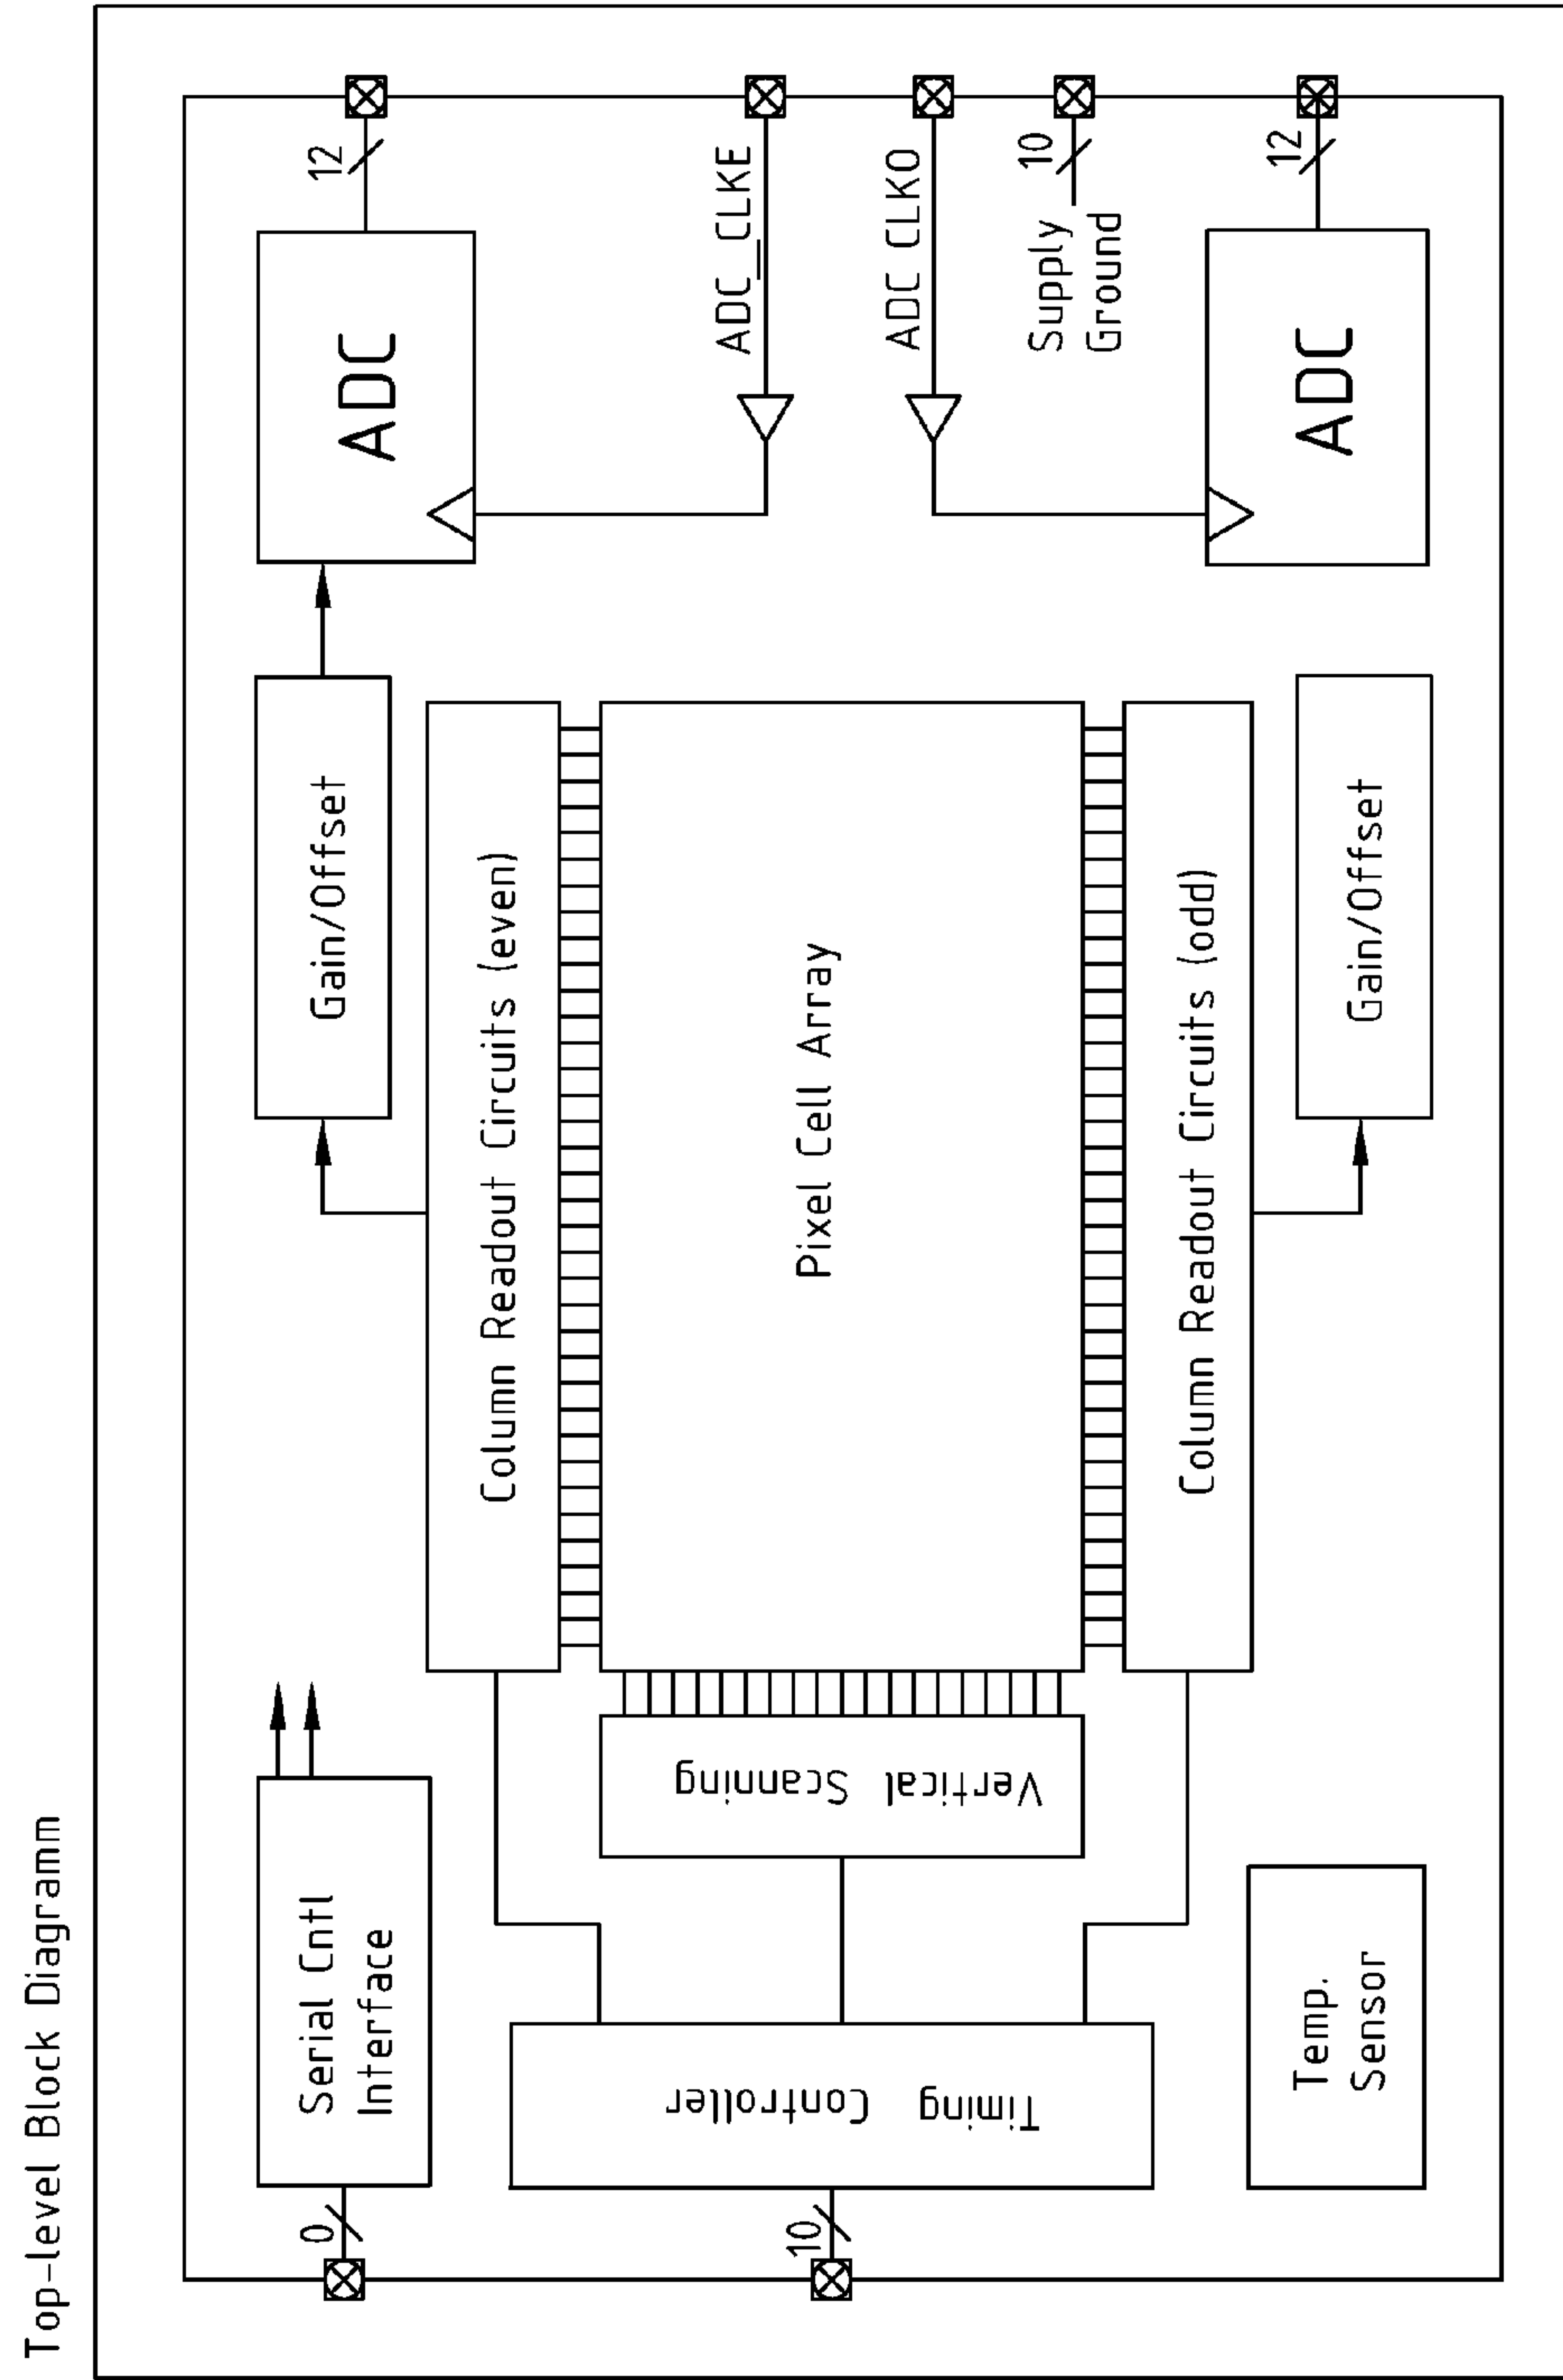 Top-level Block Diagramm
Serial Cntl
Interface
0
Gain/Offset
ADC
12
Column Readout Circuits (even)
ADC_CLKE
Timing
Controller
10
Vertical Scanning
Pixel Cell Array
ADC CLKO
Supply
Ground
10
Column Readout Circuits (odd)
Temp.
Sensor
Gain/Offset
ADC
12